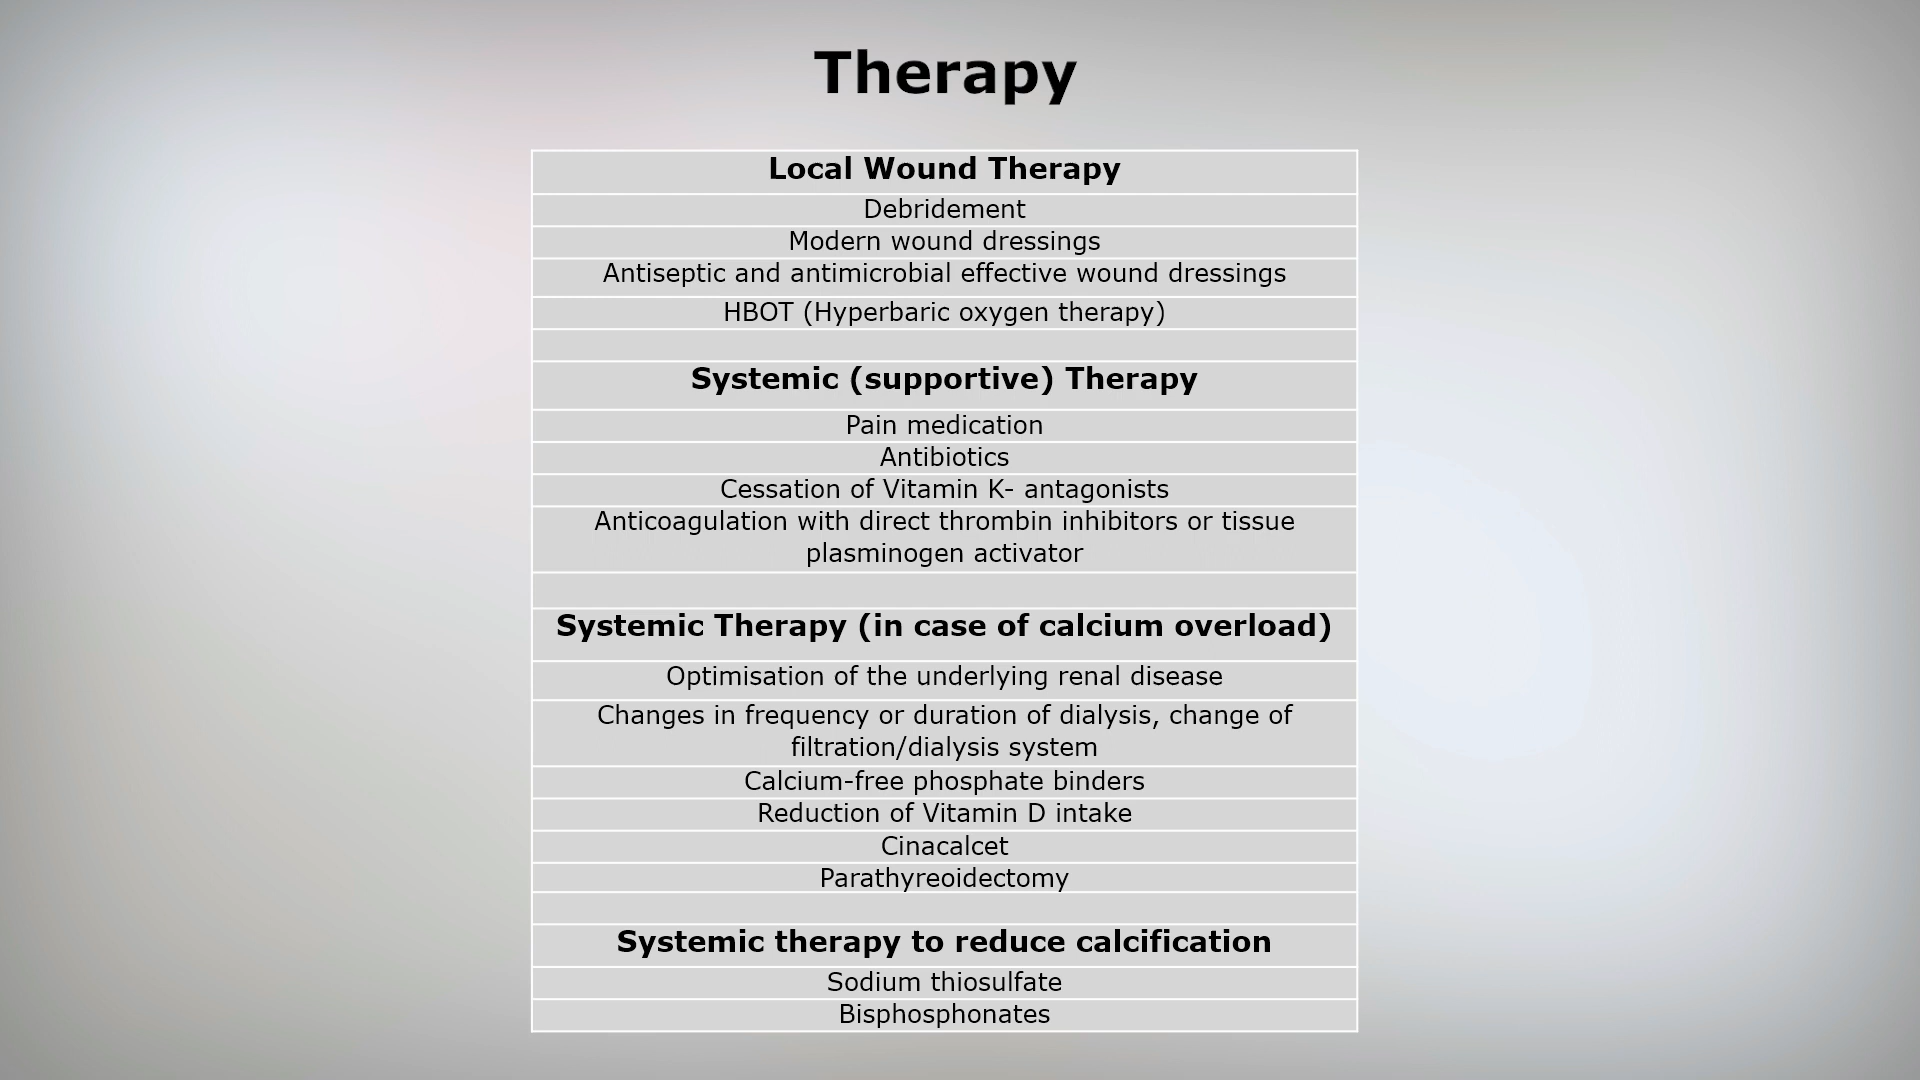 Therapy
Local Wound Therapy
Debridement
Modern wound dressings
Antiseptic and antimicrobial effective wound dressings
HBOT (Hyperbaric oxygen therapy)
Systemic (supportive) Therapy
Pain medication
Antibiotics
Cessation of Vitamin K- antagonists
Anticoagulation with direct thrombin inhibitors or tissue
plasminogen activator
Systemic Therapy (in case of calcium overload)
Optimisation of the underlying renal disease
Changes in frequency or duration of dialysis, change of
filtration/dialysis system
Calcium-free phosphate binders
Reduction of Vitamin D intake
Cinacalcet
Parathyreoidectomy
Systemic therapy to reduce calcification
Sodium thiosulfate
Bisphosphonates